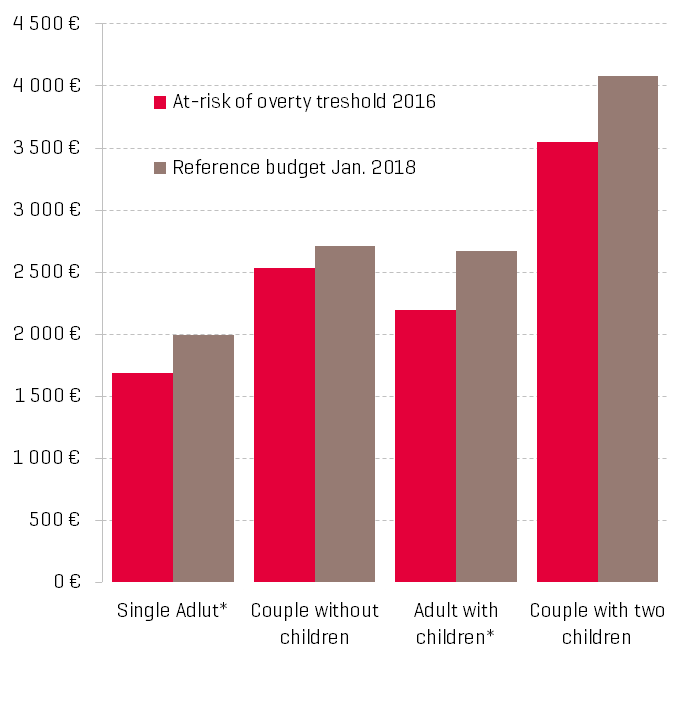 4 500 €
4 000 €
3 500 €
3 000 €
2 500 €
2 000 €
1 500 €
1 000 €
500 €
0 €
At-risk of overty treshold 2016
Reference budget Jan. 2018
Single Adlut*
Couple without
children
Adult with
children*
Couple with two
children